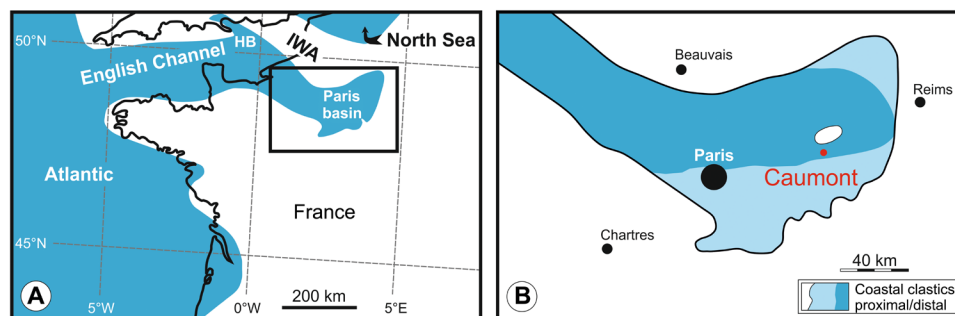 50°N
HB
IWA
North Sea
English Channel
Paris
basin
Atlantic
France
45°N
A
5°W
0°W
200 km
5°E
Beauvais
Reims
Paris
Caumont
Chartres
40 km
B
Coastal clastics
proximal/distal